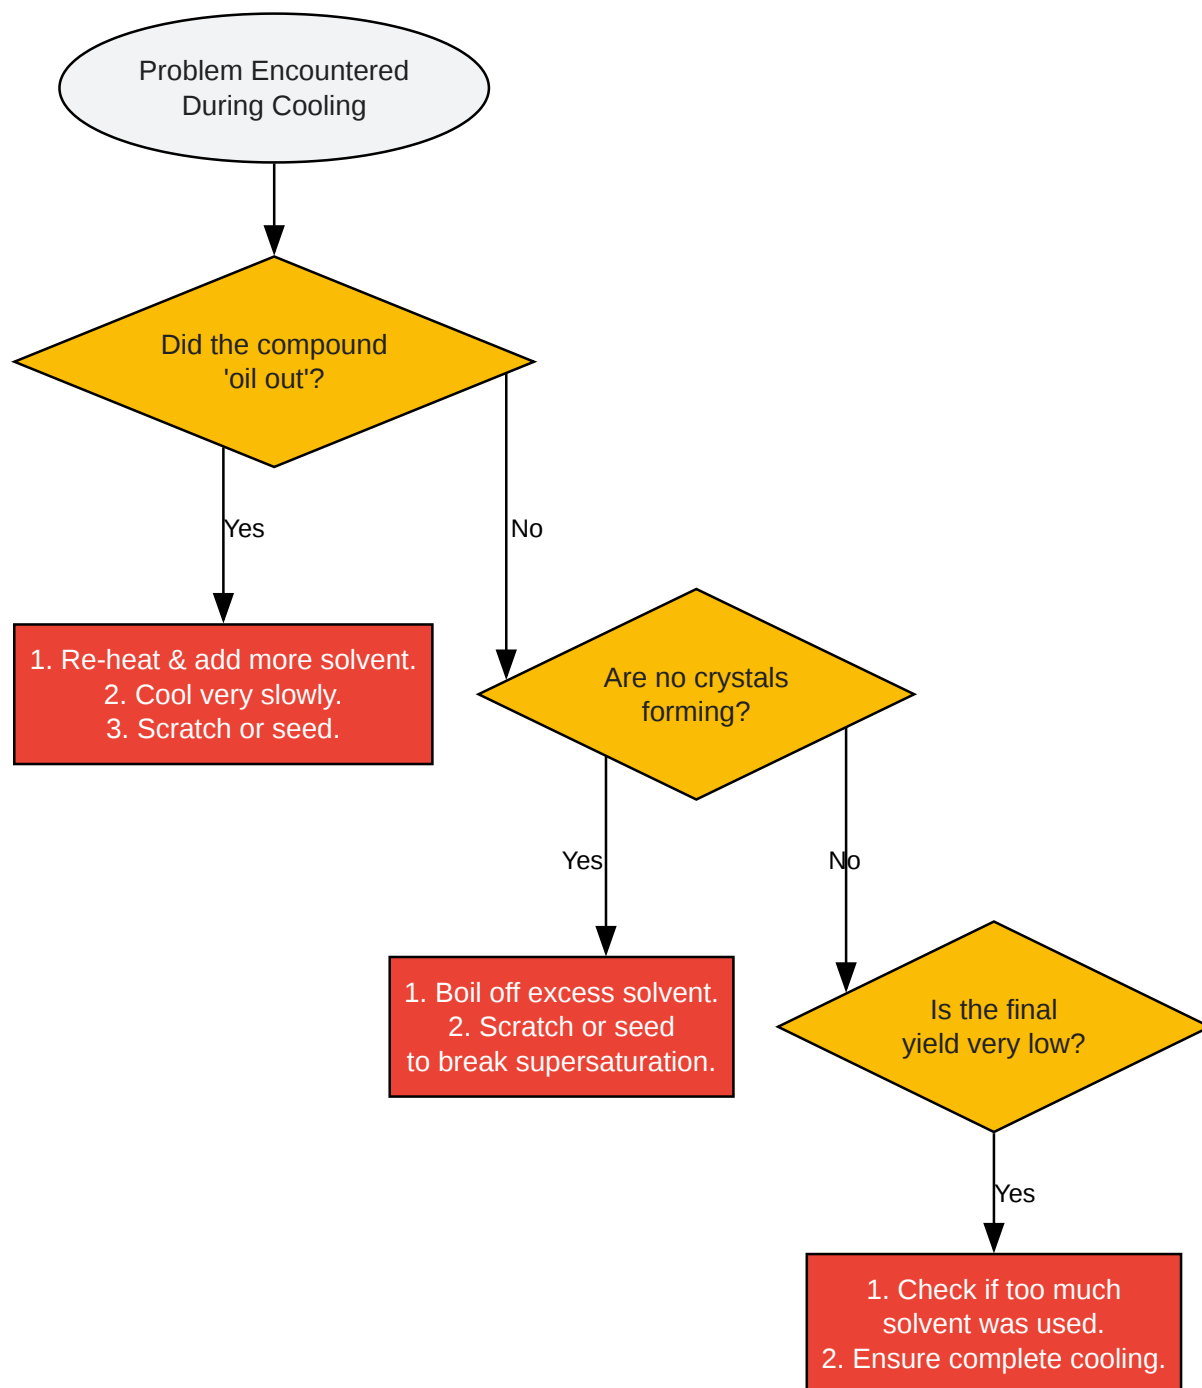 Problem Encountered
During Cooling
Did the compound
'oil out'?
Yes
No
1. Re-heat & add more solvent.
2. Cool very slowly.
3. Scratch or seed.
Are no crystals
forming?
Yes
No
1. Boil off excess solvent.
2. Scratch or seed
to break supersaturation.
Is the final
yield very low?
Yes
1. Check if too much
solvent was used.
2. Ensure complete cooling.